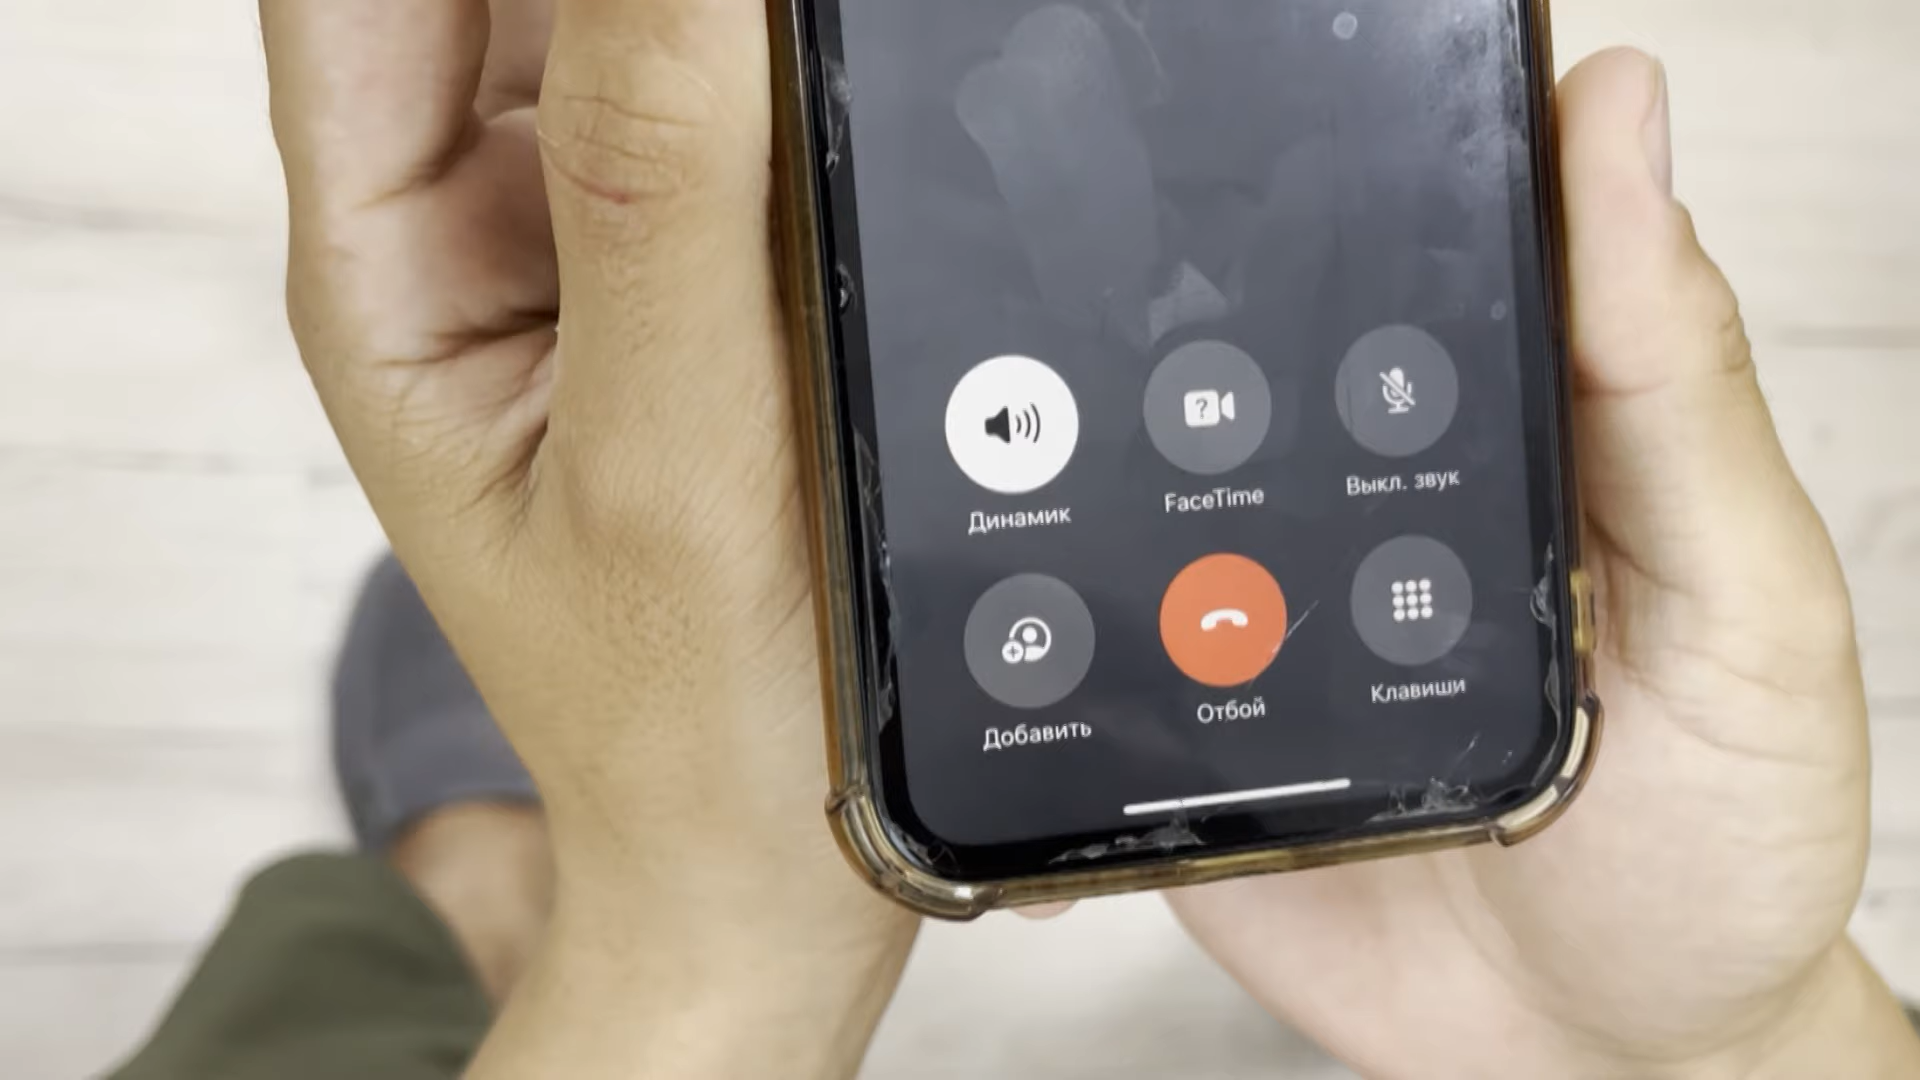 Динамик
FaceTime
Выкл. звук
Добавить
Отбой
Клавиши